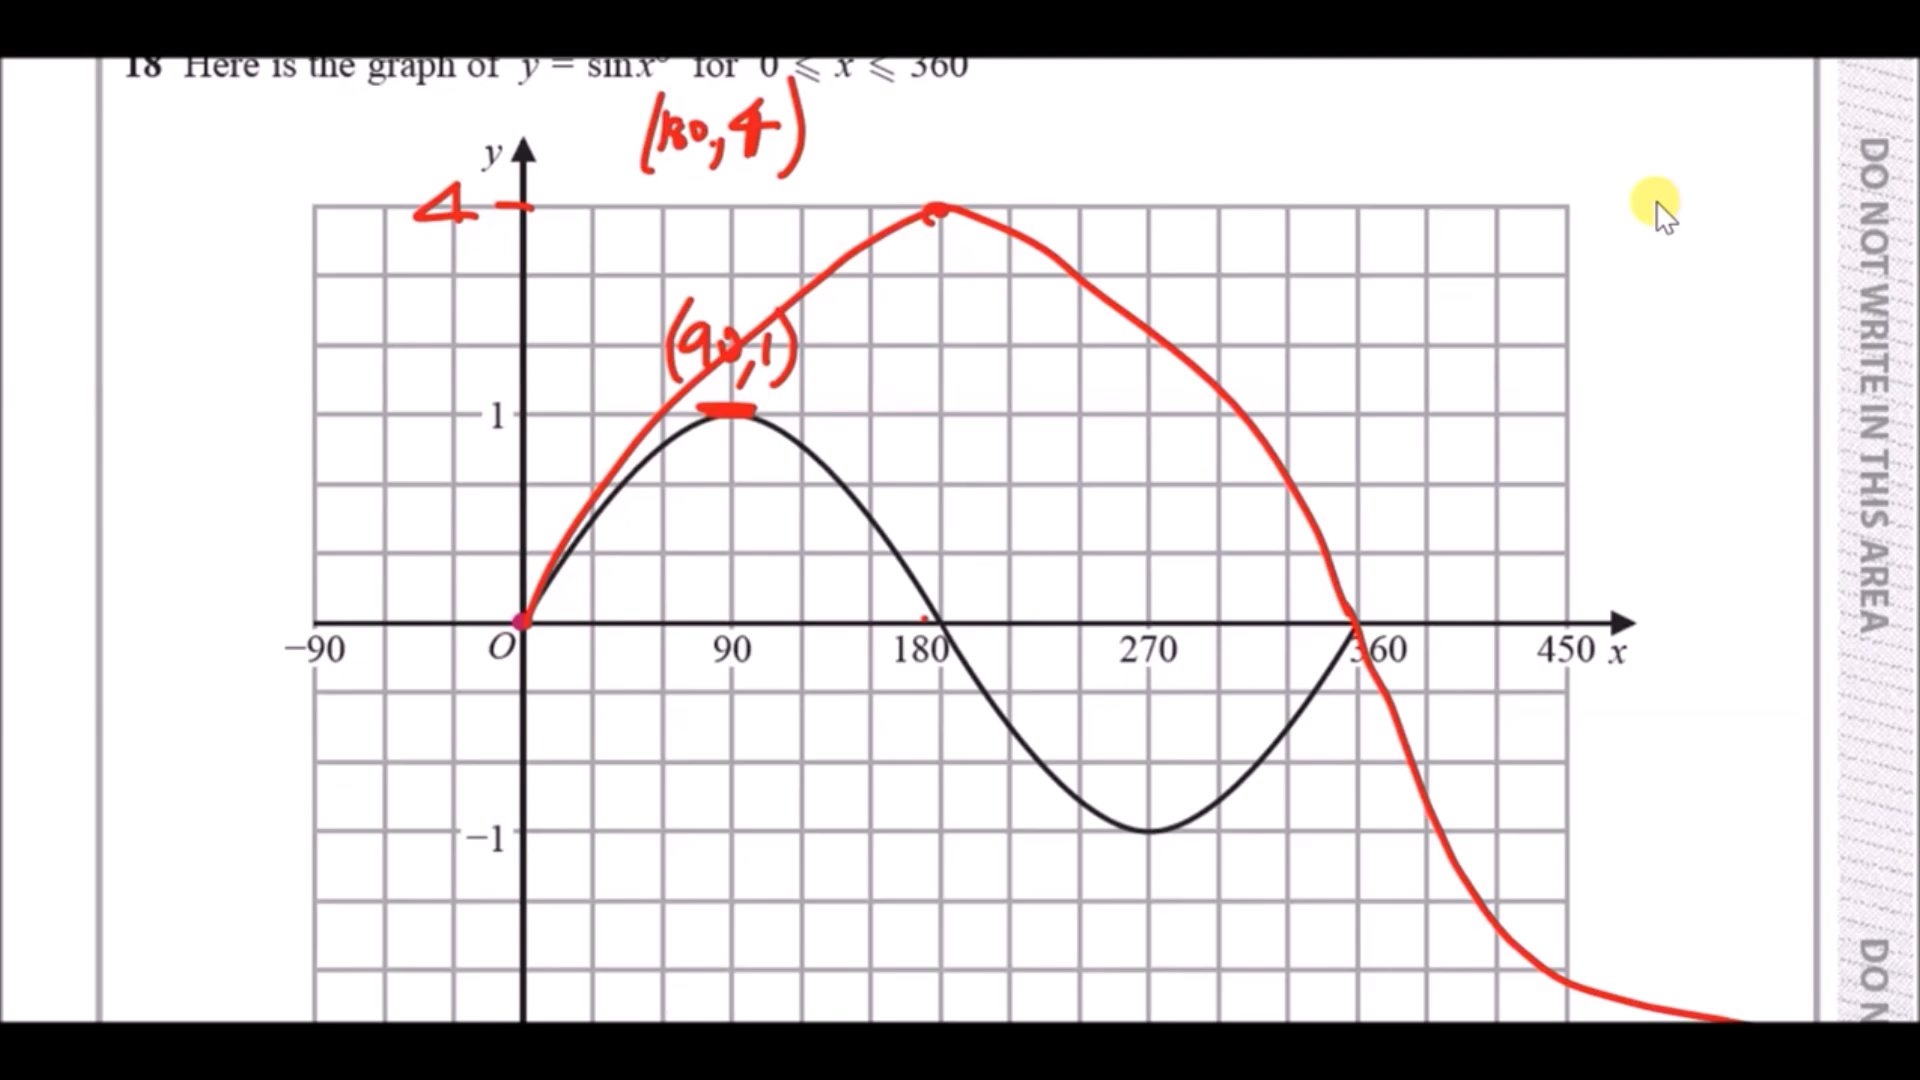 18 Here is the graph of y = sin x° for 0 ⩽ x ⩽ 360
(180, 4)
y
4
(90, 1)
1
−90 O 90 180 270 360 450 x
−1
DO NOT WRITE IN THIS AREA
DO N